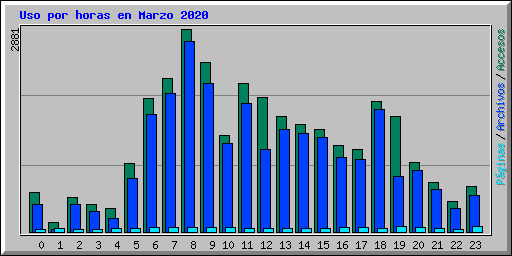 Uso por horas en Marzo 2020
2881
Páginas / Archivos / Accesos
0 1 2 3 4 5 6 7 8 9 10 11 12 13 14 15 16 17 18 19 20 21 22 23